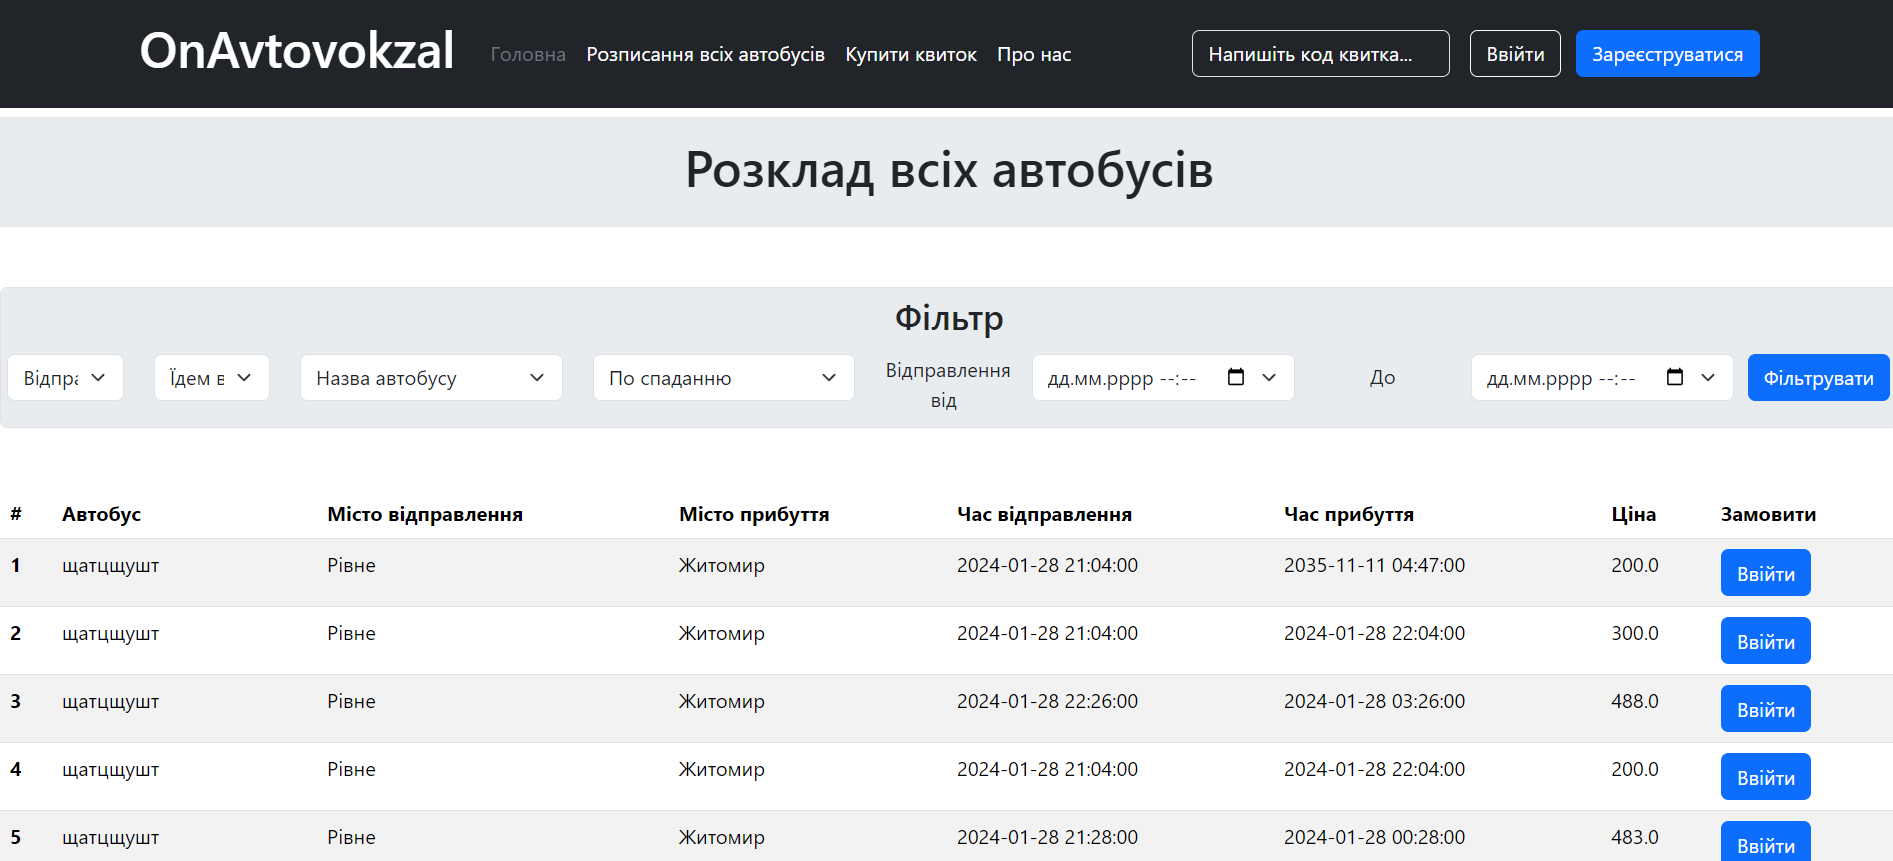 OnAvtovokzal Головна Розписання всіх автобусів Купити квиток Про нас Напишіть код квитка... Ввійти Зареєструватися
Розклад всіх автобусів
Фільтр
Відпра Їдем в Назва автобусу По спаданню Відправлення від дд.мм.рррр --:-- До дд.мм.рррр --:-- Фільтрувати
# Автобус Місто відправлення Місто прибуття Час відправлення Час прибуття Ціна Замовити
1 щатцщушт Рівне Житомир 2024-01-28 21:04:00 2035-11-11 04:47:00 200.0 Ввійти
2 щатцщушт Рівне Житомир 2024-01-28 21:04:00 2024-01-28 22:04:00 300.0 Ввійти
3 щатцщушт Рівне Житомир 2024-01-28 22:26:00 2024-01-28 03:26:00 488.0 Ввійти
4 щатцщушт Рівне Житомир 2024-01-28 21:04:00 2024-01-28 22:04:00 200.0 Ввійти
5 щатцщушт Рівне Житомир 2024-01-28 21:28:00 2024-01-28 00:28:00 483.0 Ввійти